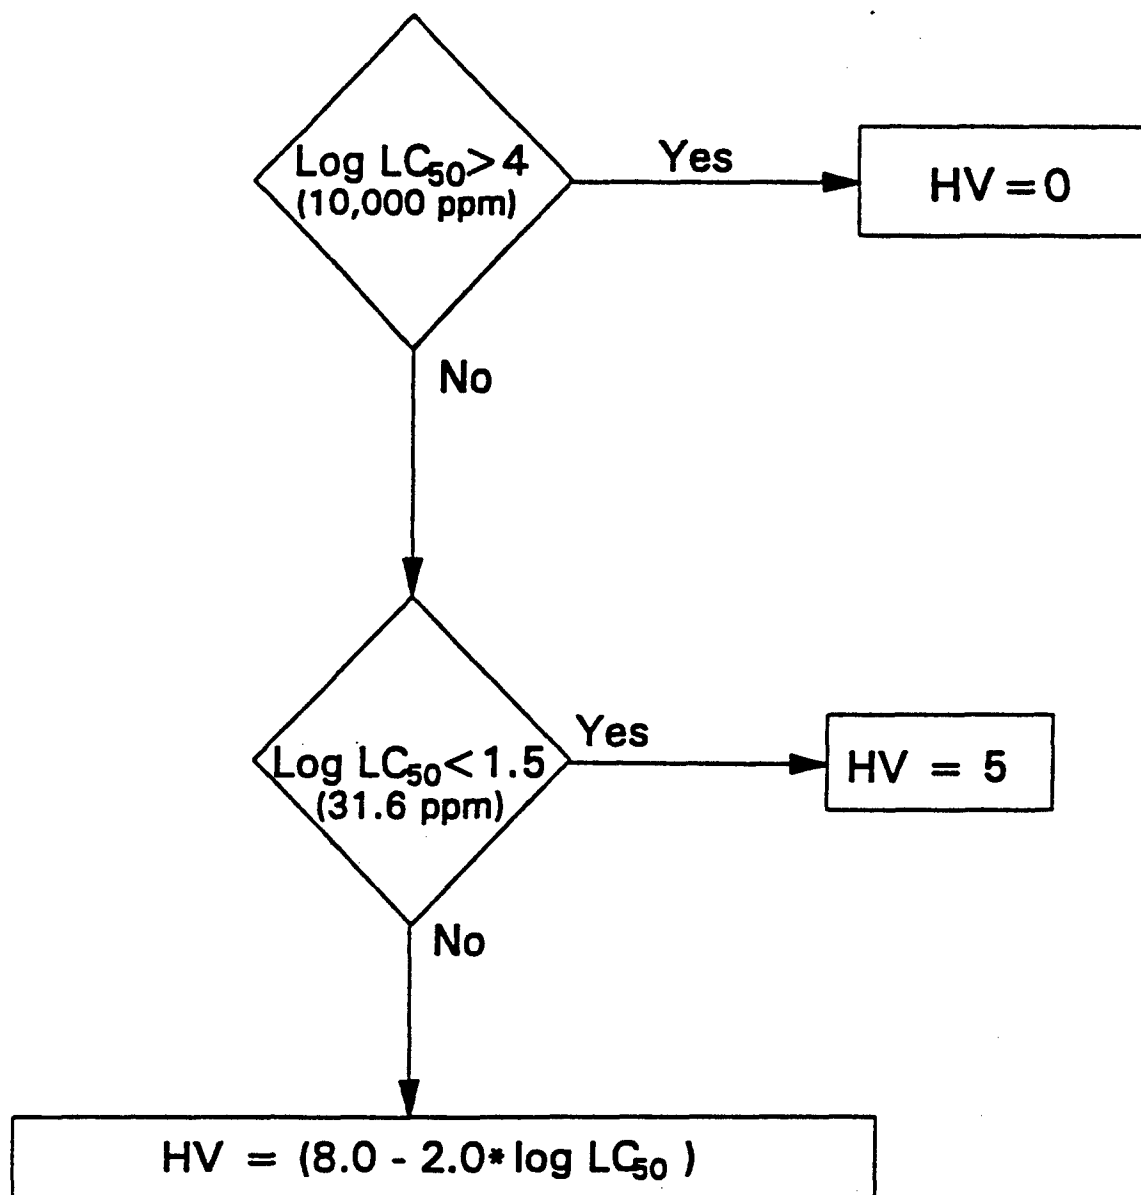 Log LC₅₀>4
(10,000 ppm)
Yes
HV=0
No
Log LC₅₀<1.5
(31.6 ppm)
Yes
HV = 5
No
HV = (8.0 - 2.0* log LC₅₀ )